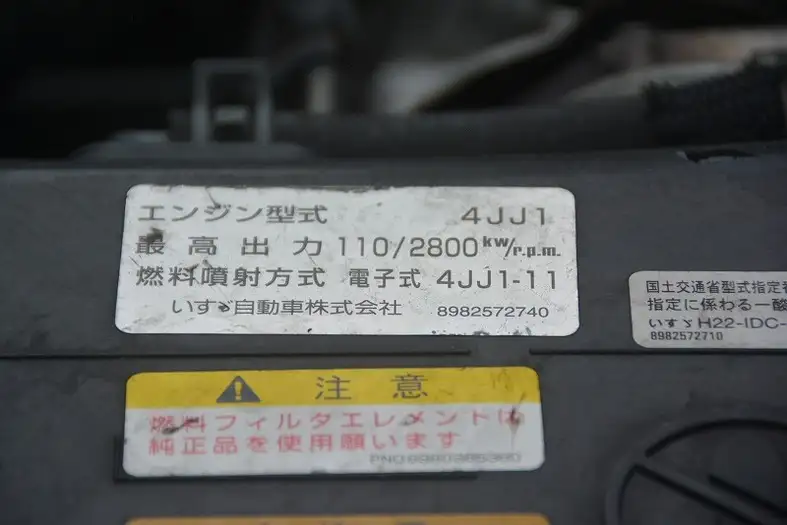 エンジン型式 4JJ1
最高出力 110/2800kw/r.p.m.
燃料噴射方式 電子式 4JJ1-11
いすゞ自動車株式会社 8982572740
国土交通省型式指定
指定に係わる一酸
いすゞH22-IDC-
8982572710
注意
燃料フィルタエレメントは
純正品を使用願います